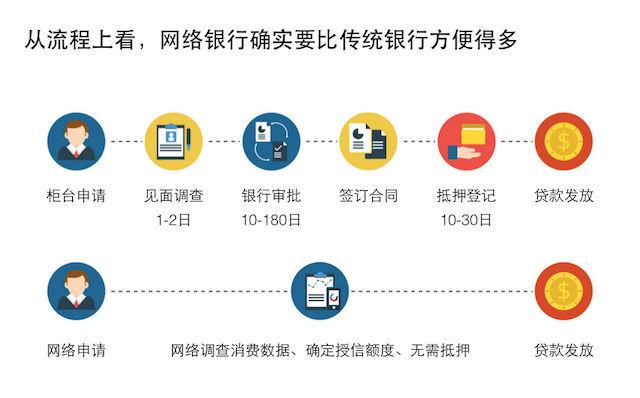 从流程上看，网络银行确实要比传统银行方便得多
柜台申请 见面调查 银行审批 签订合同 抵押登记 贷款发放
1-2日 10-180日 10-30日
网络申请 网络调查消费数据、确定授信额度、无需抵押 贷款发放